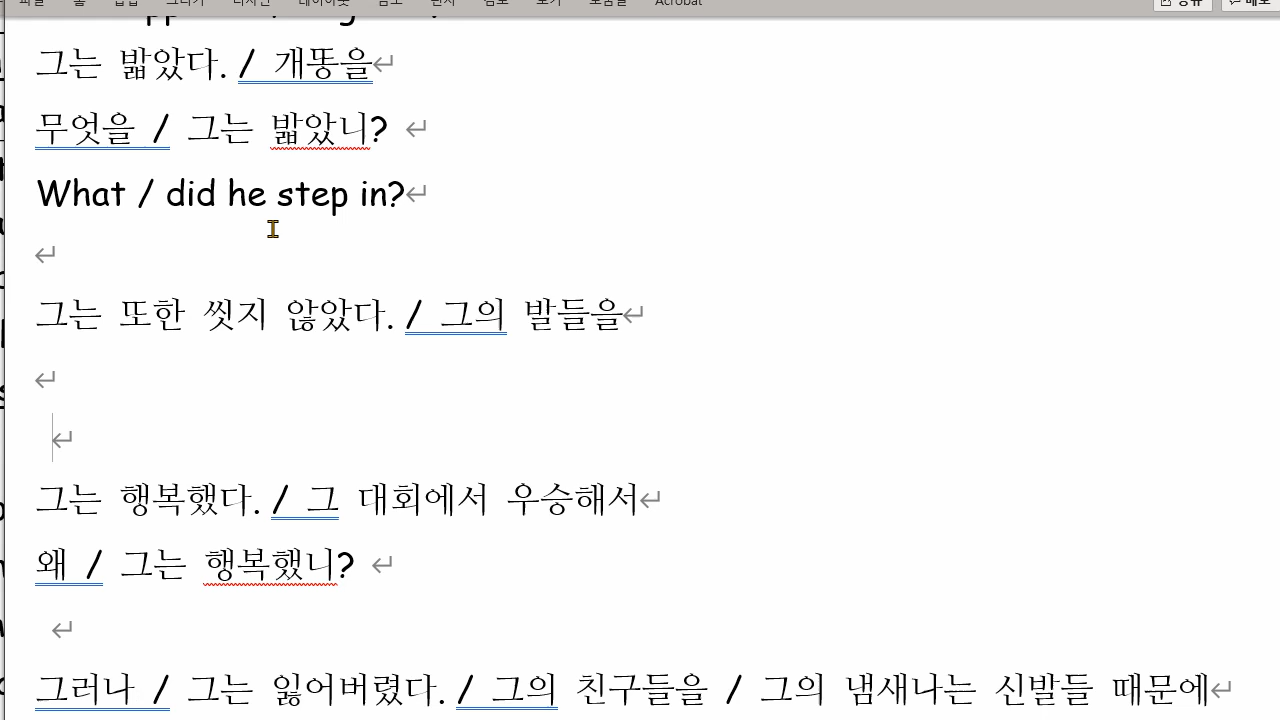 Acrobat
그는 밟았다. / 개똥을
무엇을 / 그는 밟았니?
What / did he step in?
그는 또한 씻지 않았다. / 그의 발들을
그는 행복했다. / 그 대회에서 우승해서
왜 / 그는 행복했니?
그러나 / 그는 잃어버렸다. / 그의 친구들을 / 그의 냄새나는 신발들 때문에